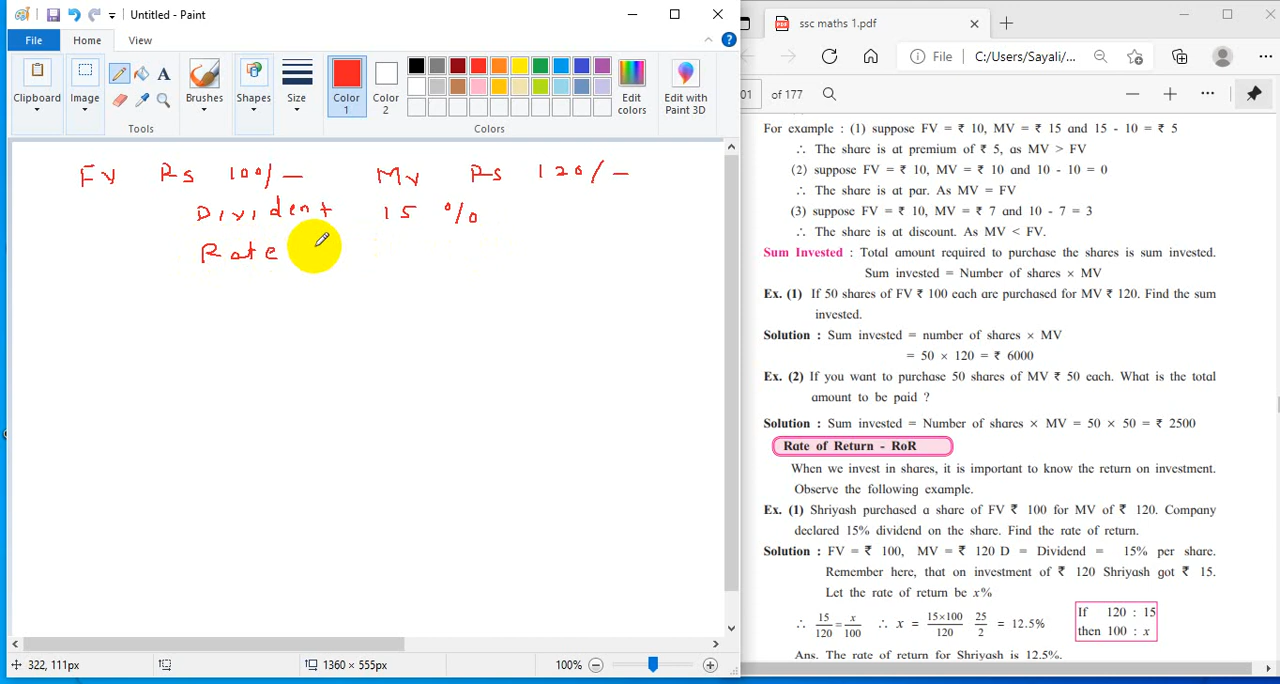 Untitled - Paint
File Home View
Clipboard
Image
Tools
Brushes
Shapes
Size
Color 1
Color 2
Edit colors
Edit with Paint 3D
Colors
FV Rs 100/- MV Rs 120/-
Divident 15 %
Rate
322, 111px
1360 × 555px
100%
ssc maths 1.pdf
File C:/Users/Sayali/...
01 of 177
For example : (1) suppose FV = ₹ 10, MV = ₹ 15 and 15 - 10 = ₹ 5
∴ The share is at premium of ₹ 5, as MV > FV
(2) suppose FV = ₹ 10, MV = ₹ 10 and 10 - 10 = 0
∴ The share is at par. As MV = FV
(3) suppose FV = ₹ 10, MV = ₹ 7 and 10 - 7 = 3
∴ The share is at discount. As MV < FV.
Sum Invested : Total amount required to purchase the shares is sum invested.
Sum invested = Number of shares × MV
Ex. (1) If 50 shares of FV ₹ 100 each are purchased for MV ₹ 120. Find the sum
invested.
Solution : Sum invested = number of shares × MV
= 50 × 120 = ₹ 6000
Ex. (2) If you want to purchase 50 shares of MV ₹ 50 each. What is the total
amount to be paid ?
Solution : Sum invested = Number of shares × MV = 50 × 50 = ₹ 2500
Rate of Return - RoR
When we invest in shares, it is important to know the return on investment.
Observe the following example.
Ex. (1) Shriyash purchased a share of FV ₹ 100 for MV of ₹ 120. Company
declared 15% dividend on the share. Find the rate of return.
Solution : FV = ₹ 100, MV = ₹ 120 D = Dividend = 15% per share.
Remember here, that on investment of ₹ 120 Shriyash got ₹ 15.
Let the rate of return be x%
∴ 15/120 = x/100 ∴ x = 15×100/120 25/2 = 12.5%
If 120 : 15
then 100 : x
Ans. The rate of return for Shriyash is 12.5%.